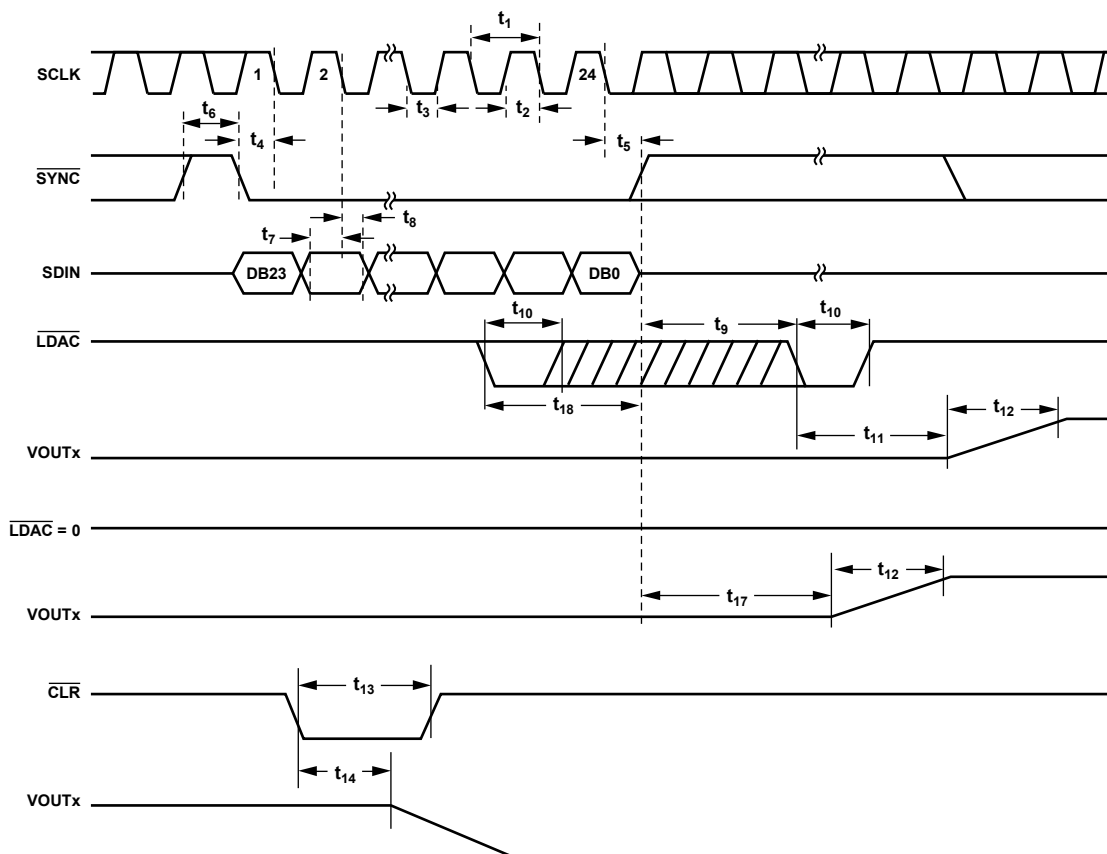 t1
SCLK
1
2
24
t3
t2
t6
t4
t5
SYNC
t8
t7
SDIN
DB23
DB0
t10
t9
t10
LDAC
t18
t12
t11
VOUTx
LDAC = 0
t12
t17
VOUTx
CLR
t13
t14
VOUTx